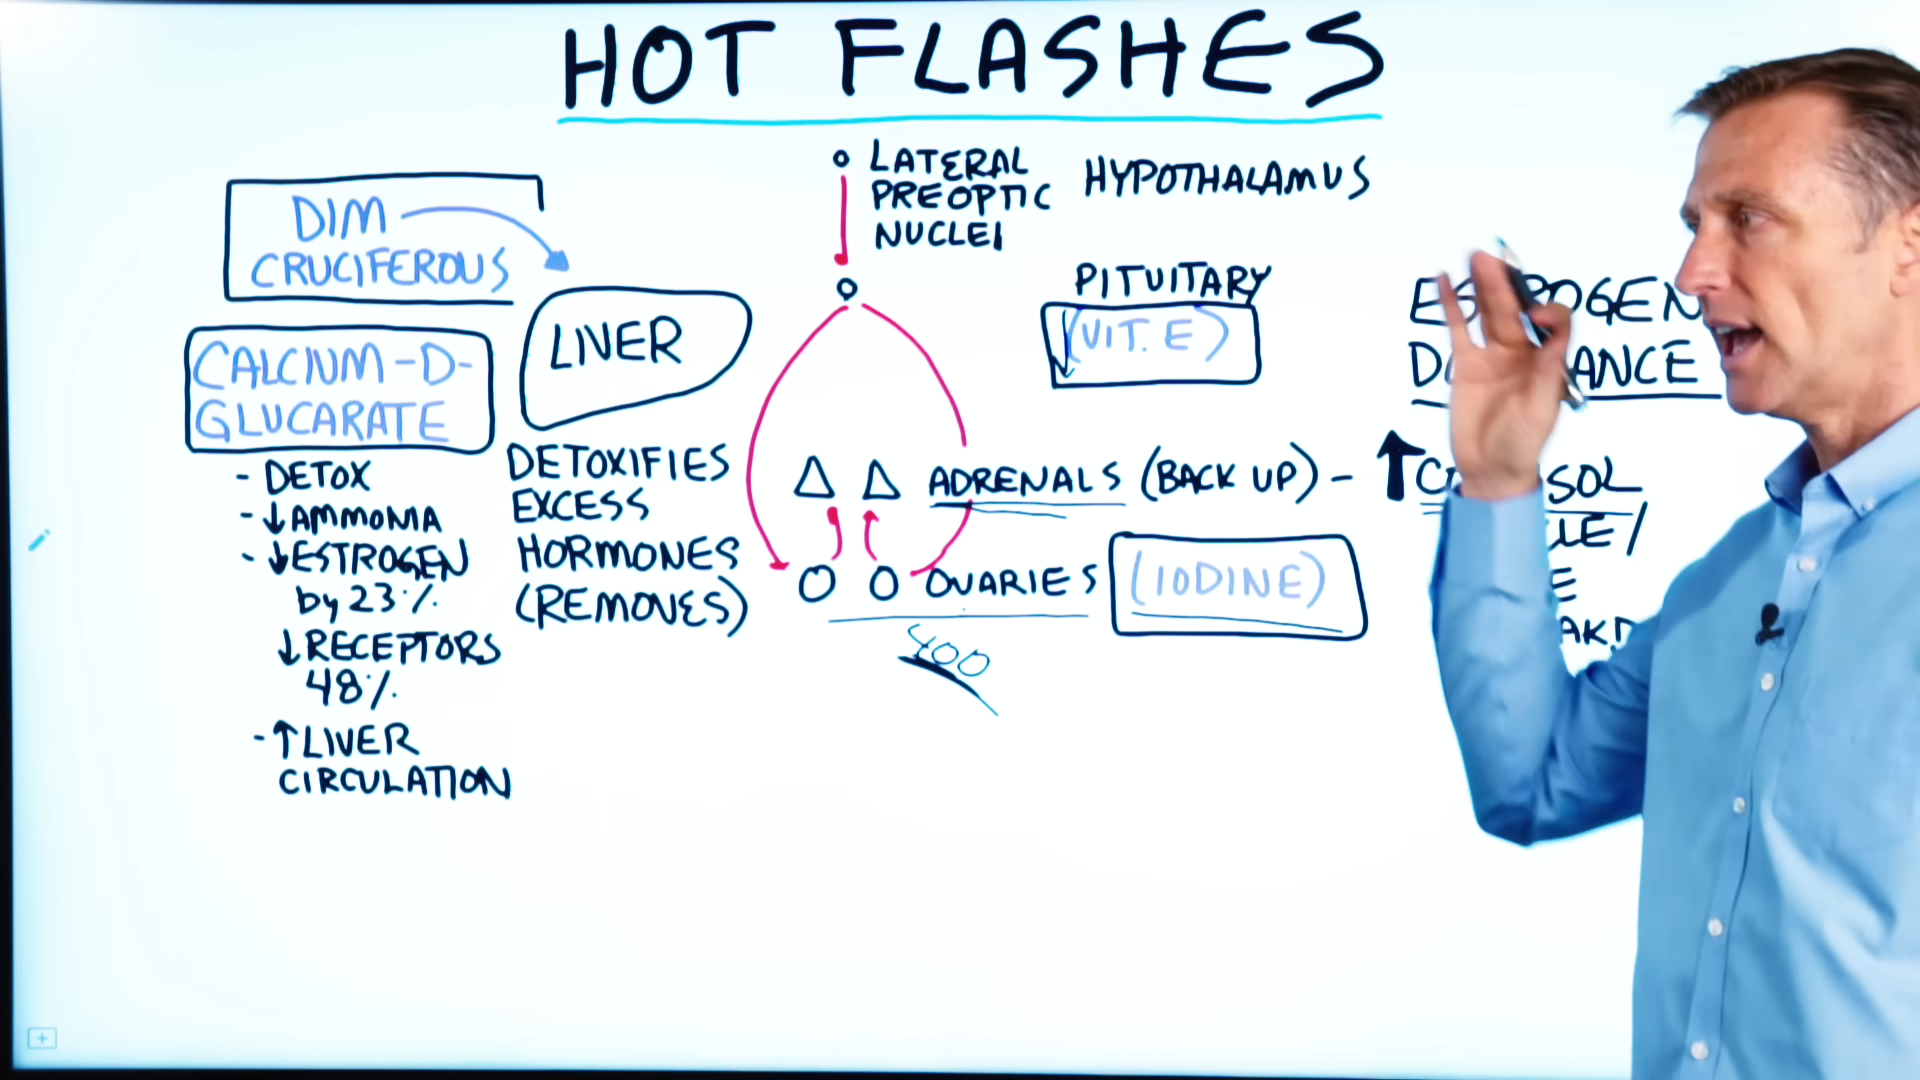 HOT FLASHES
LATERAL
PREOPTIC
NUCLEI
HYPOTHALAMUS
DIM
CRUCIFEROUS
LIVER
DETOXIFIES
EXCESS
HORMONES
(REMOVES)
CALCIUM-D-
GLUCARATE
- DETOX
- ↓AMMONIA
- ↓ESTROGEN
by 23%
↓RECEPTORS
48%
- ↑LIVER
CIRCULATION
PITUITARY
(VIT. E)
ADRENALS (BACK UP) - ↑
OVARIES (IODINE)
400